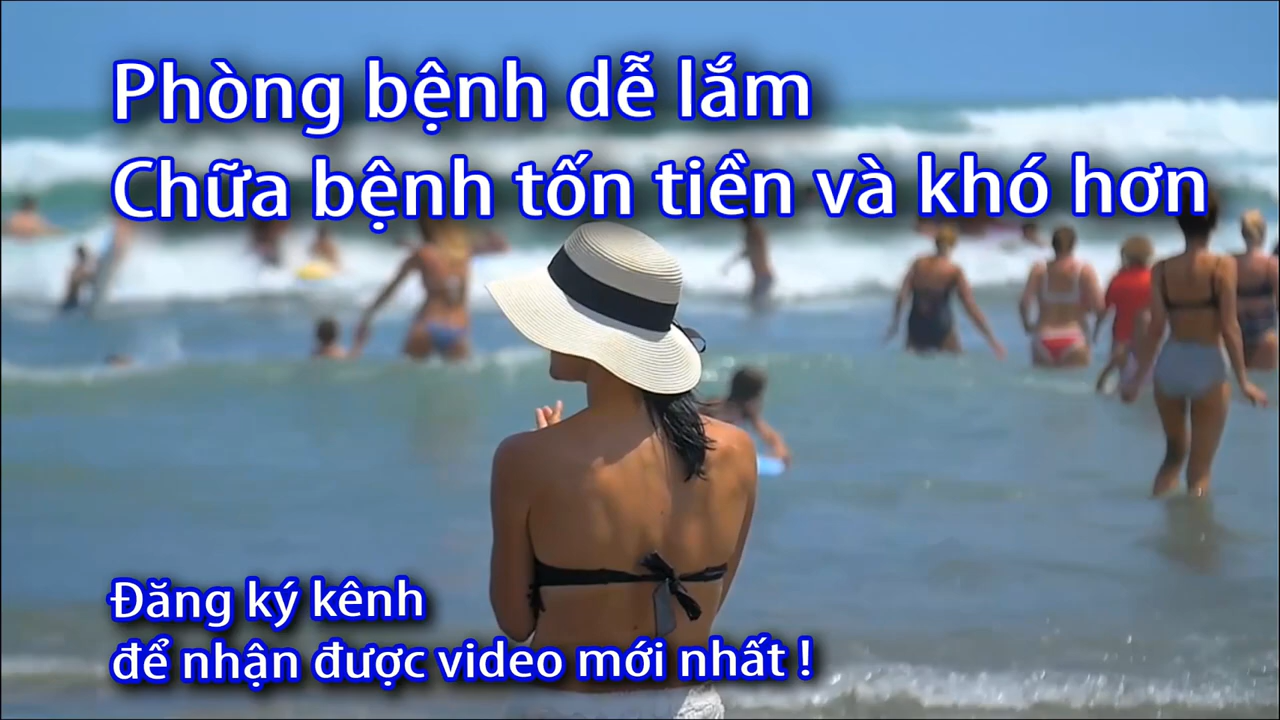 Phòng bệnh dễ lắm
Chữa bệnh tốn tiền và khó hơn
Đăng ký kênh
để nhận được video mới nhất !